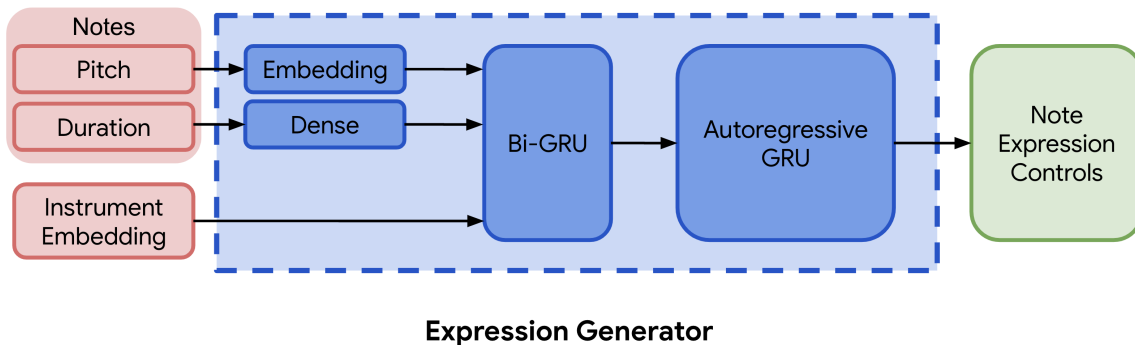 Notes
Pitch
Duration
Instrument
Embedding
Embedding
Dense
Bi-GRU
Autoregressive
GRU
Note
Expression
Controls
Expression Generator